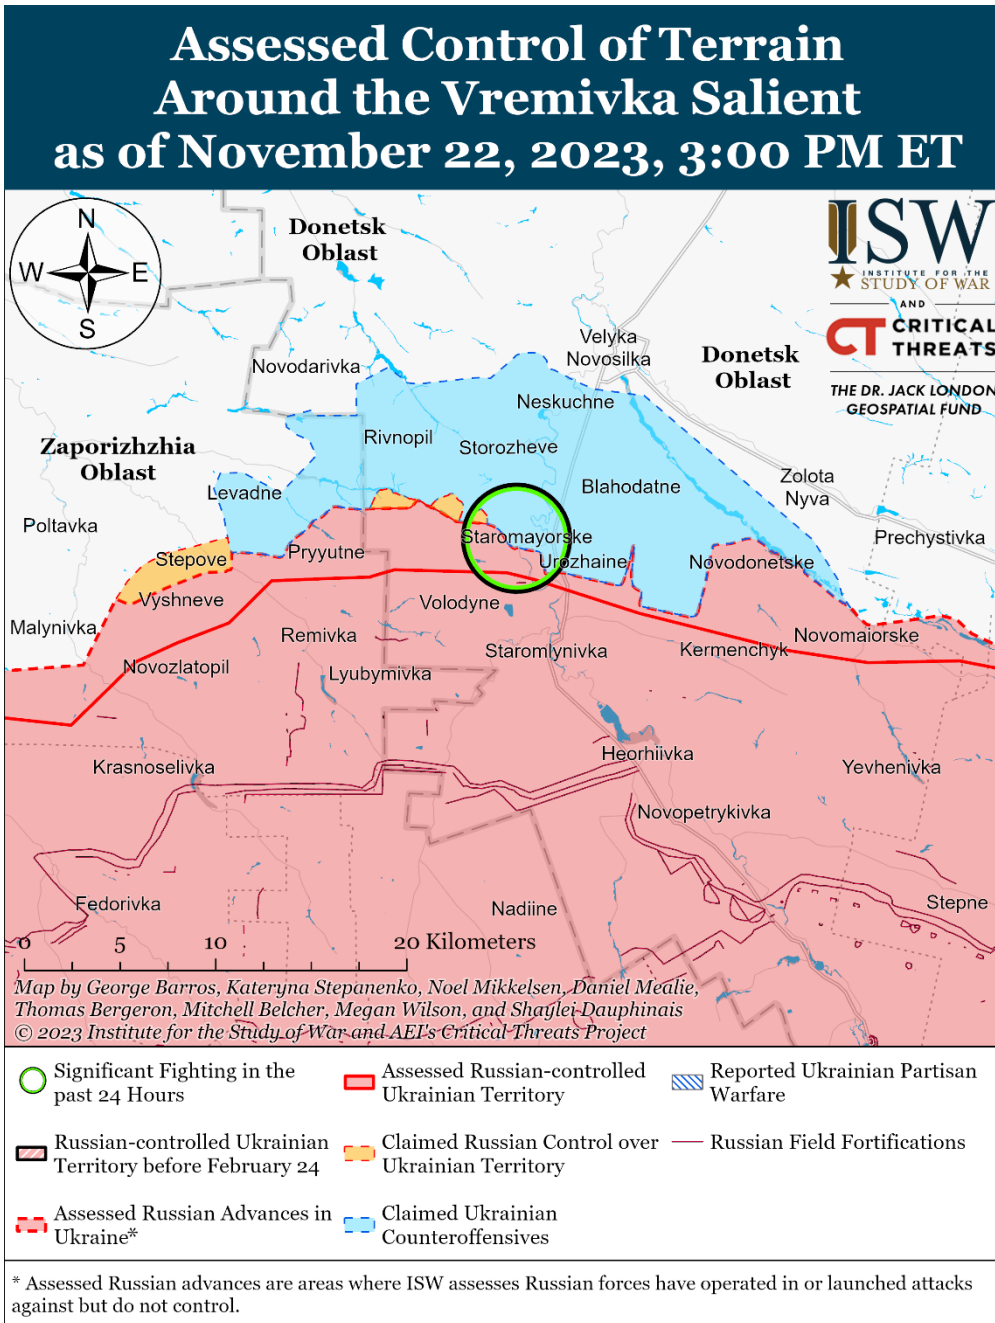 Assessed Control of Terrain
Around the Vremivka Salient
as of November 22, 2023, 3:00 PM ET
N
W
E
S
Donetsk
Oblast
ISW
INSTITUTE FOR THE
STUDY OF WAR
AND
CT CRITICAL
THREATS
THE DR. JACK LONDON
GEOSPATIAL FUND
Velyka
Novosilka
Donetsk
Oblast
Novodarivka
Neskuchne
Rivnopil
Storozheve
Zaporizhzhia
Oblast
Levadne
Blahodatne
Zolota
Nyva
Poltavka
Staromayorske
Prechystivka
Pryyutne
Stepove
Urozhaine
Novodonetske
Vyshneve
Volodyne
Malynivka
Remivka
Novomaiorske
Staromlynivka
Kermenchyk
Novozlatopil
Lyubymivka
Krasnoselivka
Heorhiivka
Yevhenivka
Novopetrykivka
Fedorivka
Nadiine
Stepne
0 5 10 20 Kilometers
Map by George Barros, Kateryna Stepanenko, Noel Mikkelsen, Daniel Mealie,
Thomas Bergeron, Mitchell Belcher, Megan Wilson, and Shaylei Dauphinais
© 2023 Institute for the Study of War and AEI's Critical Threats Project
Significant Fighting in the
past 24 Hours
Assessed Russian-controlled
Ukrainian Territory
Reported Ukrainian Partisan
Warfare
Russian-controlled Ukrainian
Territory before February 24
Claimed Russian Control over
Ukrainian Territory
Russian Field Fortifications
Assessed Russian Advances in
Ukraine*
Claimed Ukrainian
Counteroffensives
* Assessed Russian advances are areas where ISW assesses Russian forces have operated in or launched attacks
against but do not control.